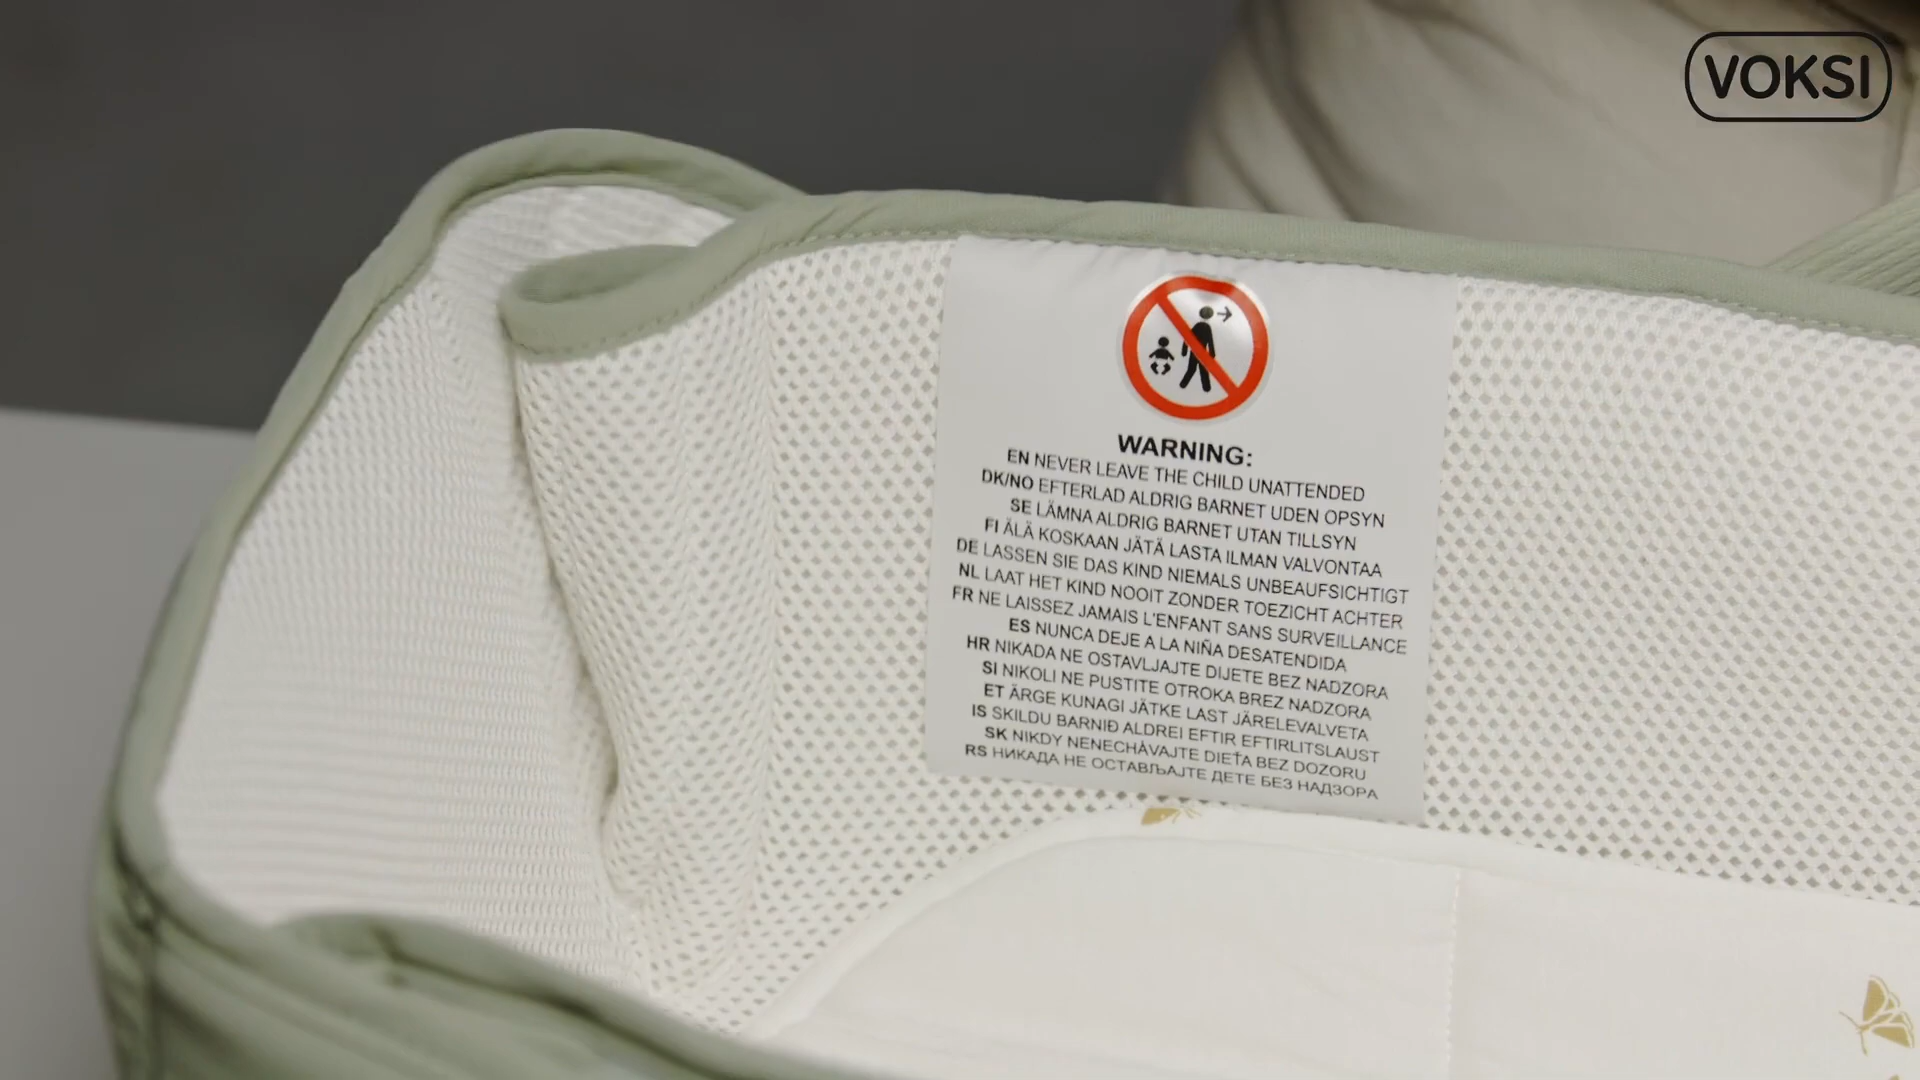 VOKSI
WARNING:
EN NEVER LEAVE THE CHILD UNATTENDED
DK/NO EFTERLAD ALDRIG BARNET UDEN OPSYN
SE LÄMNA ALDRIG BARNET UTAN TILLSYN
FI ÄLÄ KOSKAAN JÄTÄ LASTA ILMAN VALVONTAA
DE LASSEN SIE DAS KIND NIEMALS UNBEAUFSICHTIGT
NL LAAT HET KIND NOOIT ZONDER TOEZICHT ACHTER
FR NE LAISSEZ JAMAIS L'ENFANT SANS SURVEILLANCE
ES NUNCA DEJE A LA NIÑA DESATENDIDA
HR NIKADA NE OSTAVLJAJTE DIJETE BEZ NADZORA
SI NIKOLI NE PUSTITE OTROKA BREZ NADZORA
ET ÄRGE KUNAGI JÄTKE LAST JÄRELEVALVETA
IS SKILDU BARNIÐ ALDREI EFTIR EFTIRLITSLAUST
SK NIKDY NENECHÁVAJTE DIEŤA BEZ DOZORU
RS НИКАДА НЕ ОСТАВЉАЈТЕ ДЕТЕ БЕЗ НАДЗОРА